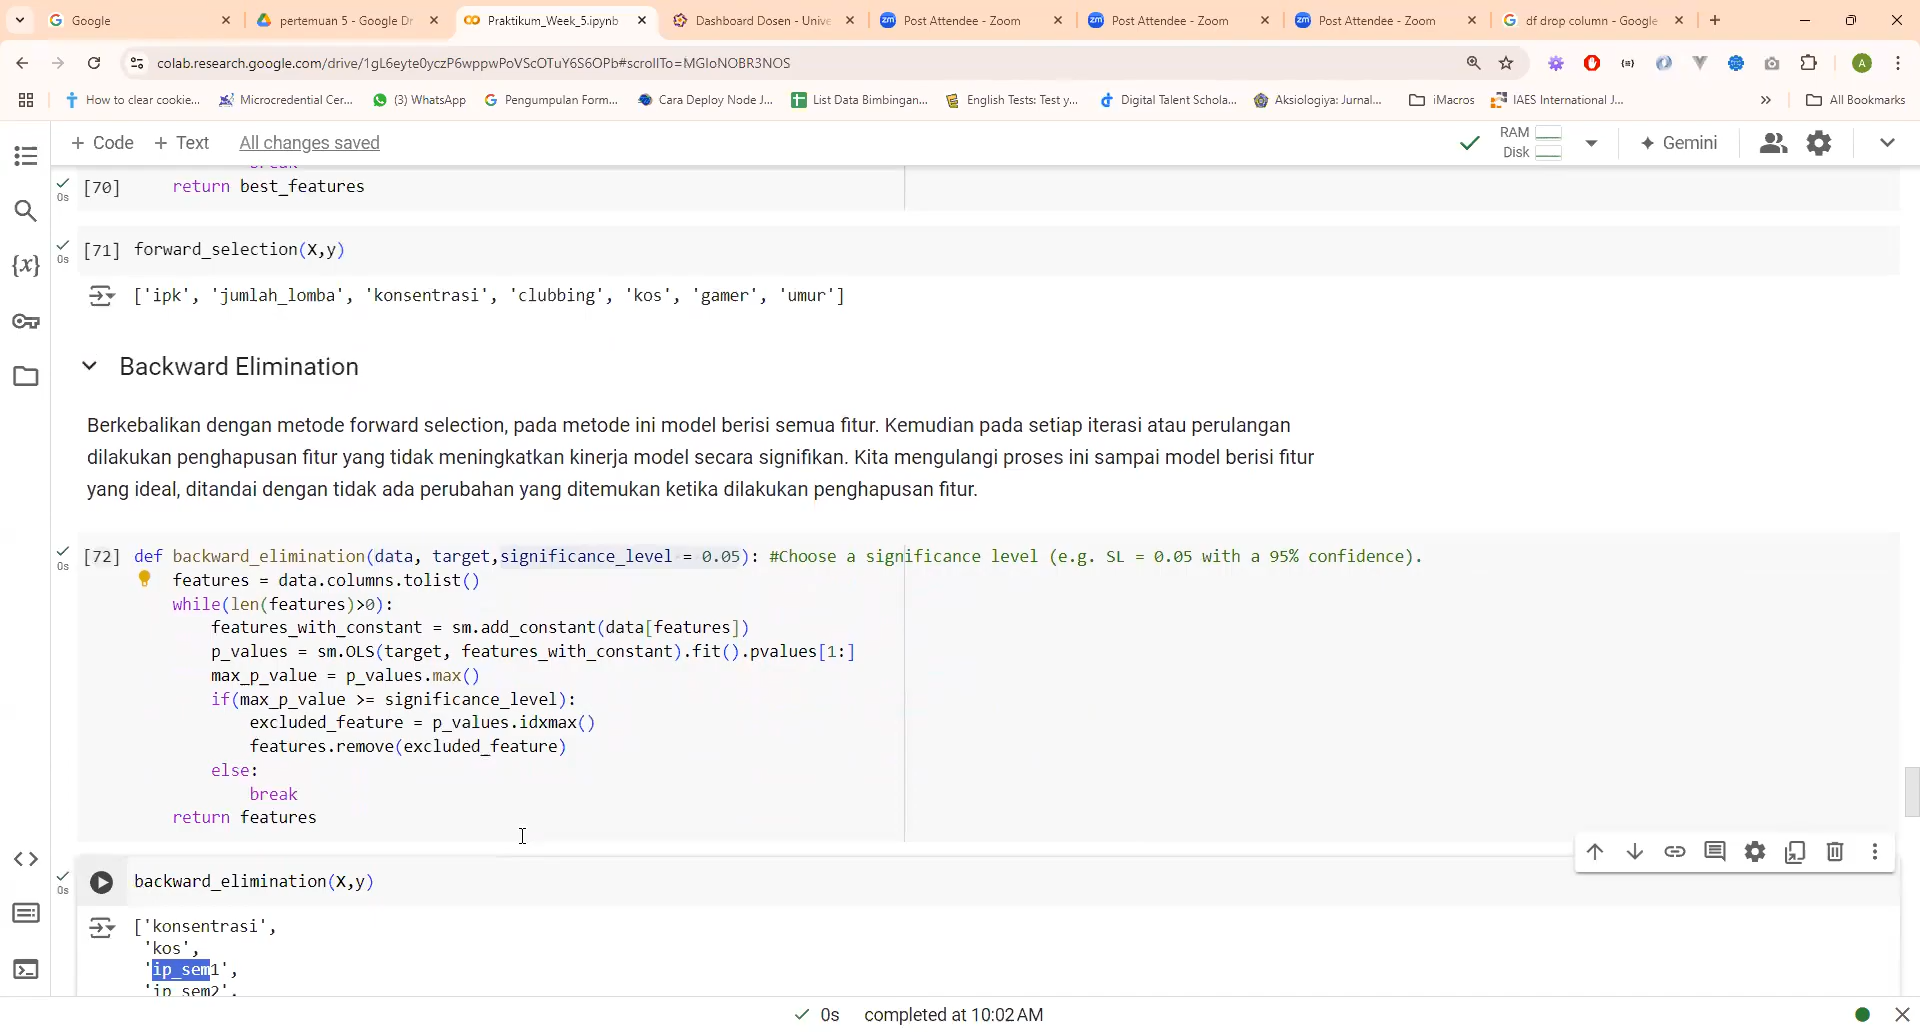 Google
pertemuan 5 - Google Dr
Praktikum_Week_5.ipynb
Dashboard Dosen - Unive
Post Attendee - Zoom
Post Attendee - Zoom
Post Attendee - Zoom
df drop column - Google
colab.research.google.com/drive/1gL6eyte0yczP6wppwPoVScOTuY6S6OPb#scrollTo=MGIoNOBR3NOS
How to clear cookie...
Microcredential Cer...
(3) WhatsApp
Pengumpulan Form...
Cara Deploy Node J...
List Data Bimbingan...
English Tests: Test y...
Digital Talent Schola...
Aksiologiya: Jurnal...
iMacros
IAES International J...
All Bookmarks
+ Code + Text All changes saved
RAM
Disk
Gemini
break
[70] return best_features
0s
[71] forward_selection(X,y)
0s
['ipk', 'jumlah_lomba', 'konsentrasi', 'clubbing', 'kos', 'gamer', 'umur']
Backward Elimination
Berkebalikan dengan metode forward selection, pada metode ini model berisi semua fitur. Kemudian pada setiap iterasi atau perulangan
dilakukan penghapusan fitur yang tidak meningkatkan kinerja model secara signifikan. Kita mengulangi proses ini sampai model berisi fitur
yang ideal, ditandai dengan tidak ada perubahan yang ditemukan ketika dilakukan penghapusan fitur.
[72] def backward_elimination(data, target,significance_level = 0.05): #Choose a significance level (e.g. SL = 0.05 with a 95% confidence).
0s
features = data.columns.tolist()
while(len(features)>0):
features_with_constant = sm.add_constant(data[features])
p_values = sm.OLS(target, features_with_constant).fit().pvalues[1:]
max_p_value = p_values.max()
if(max_p_value >= significance_level):
excluded_feature = p_values.idxmax()
features.remove(excluded_feature)
else:
break
return features
backward_elimination(X,y)
0s
['konsentrasi',
'kos',
'ip_sem1',
'ip_sem2',
0s completed at 10:02 AM